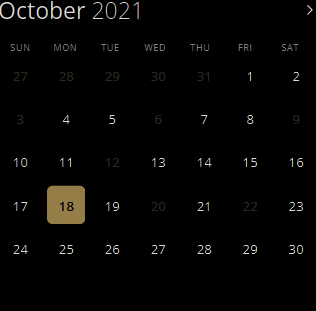 October 2021
SUN MON TUE WED THU FRI SAT
27 28 29 30 31 1 2
3 4 5 6 7 8 9
10 11 12 13 14 15 16
17 18 19 20 21 22 23
24 25 26 27 28 29 30